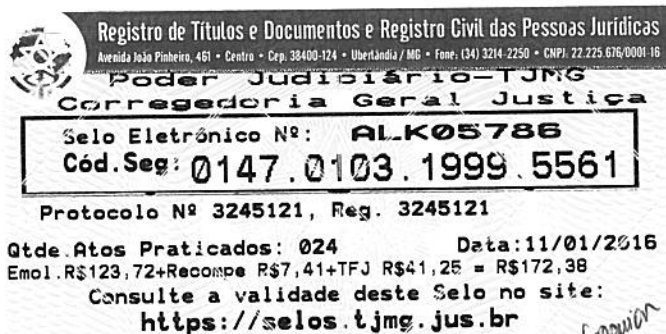 Registro de Títulos e Documentos e Registro Civil das Pessoas Jurídicas
Avenida João Pinheiro, 461 • Centro • Cep. 38400-124 • Uberlândia / MG • Fone: (34) 3214-2250 • CNPJ: 22.225.676/0001-16
Poder Judiciário-TJMG
Corregedoria Geral Justiça
Selo Eletrônico Nº: ALK05786
Cód.Seg: 0147.0103.1999.5561
Protocolo Nº 3245121, Reg. 3245121
Qtde.Atos Praticados: 024 Data:11/01/2016
Emol.R$123,72+Recompe R$7,41+TFJ R$41,25 = R$172,38
Consulte a validade deste Selo no site:
https://selos.tjmg.jus.br